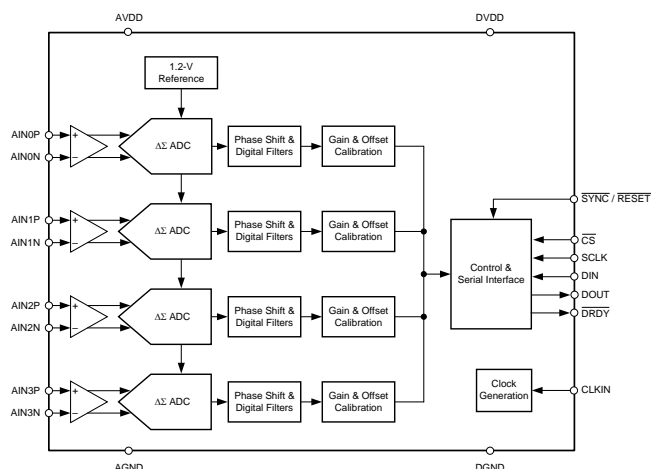 AVDD
DVDD
1.2-V
Reference
AIN0P
+
AIN0N
−
ΔΣ ADC
Phase Shift &
Digital Filters
Gain & Offset
Calibration
AIN1P
+
AIN1N
−
ΔΣ ADC
Phase Shift &
Digital Filters
Gain & Offset
Calibration
AIN2P
+
AIN2N
−
ΔΣ ADC
Phase Shift &
Digital Filters
Gain & Offset
Calibration
AIN3P
+
AIN3N
−
ΔΣ ADC
Phase Shift &
Digital Filters
Gain & Offset
Calibration
Control &
Serial Interface
SYNC / RESET
CS
SCLK
DIN
DOUT
DRDY
Clock
Generation
CLKIN
AGND
DGND